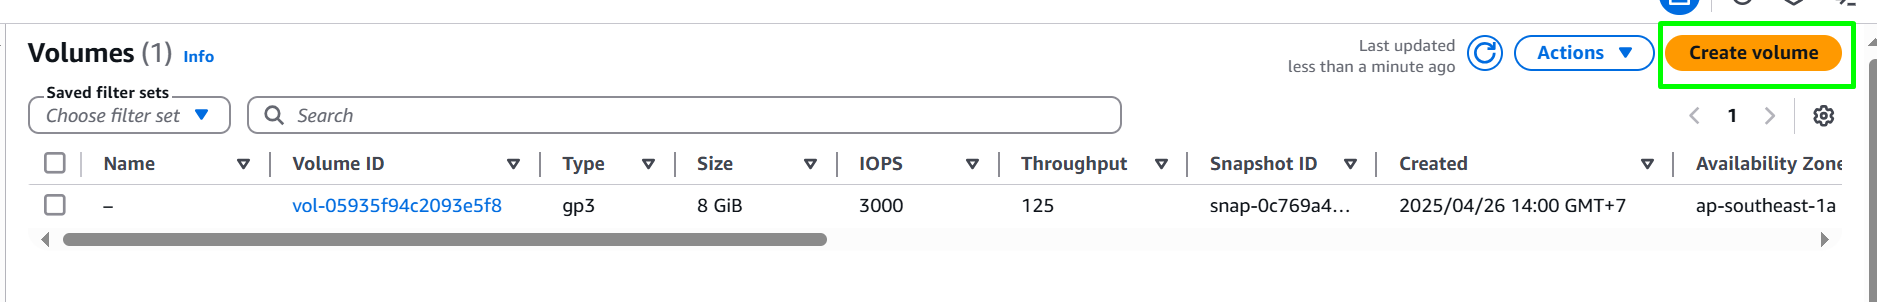 Volumes (1) Info
Last updated
less than a minute ago
Actions
Create volume
Saved filter sets
Choose filter set
Search
1
Name Volume ID Type Size IOPS Throughput Snapshot ID Created Availability Zone
– vol-05935f94c2093e5f8 gp3 8 GiB 3000 125 snap-0c769a4... 2025/04/26 14:00 GMT+7 ap-southeast-1a